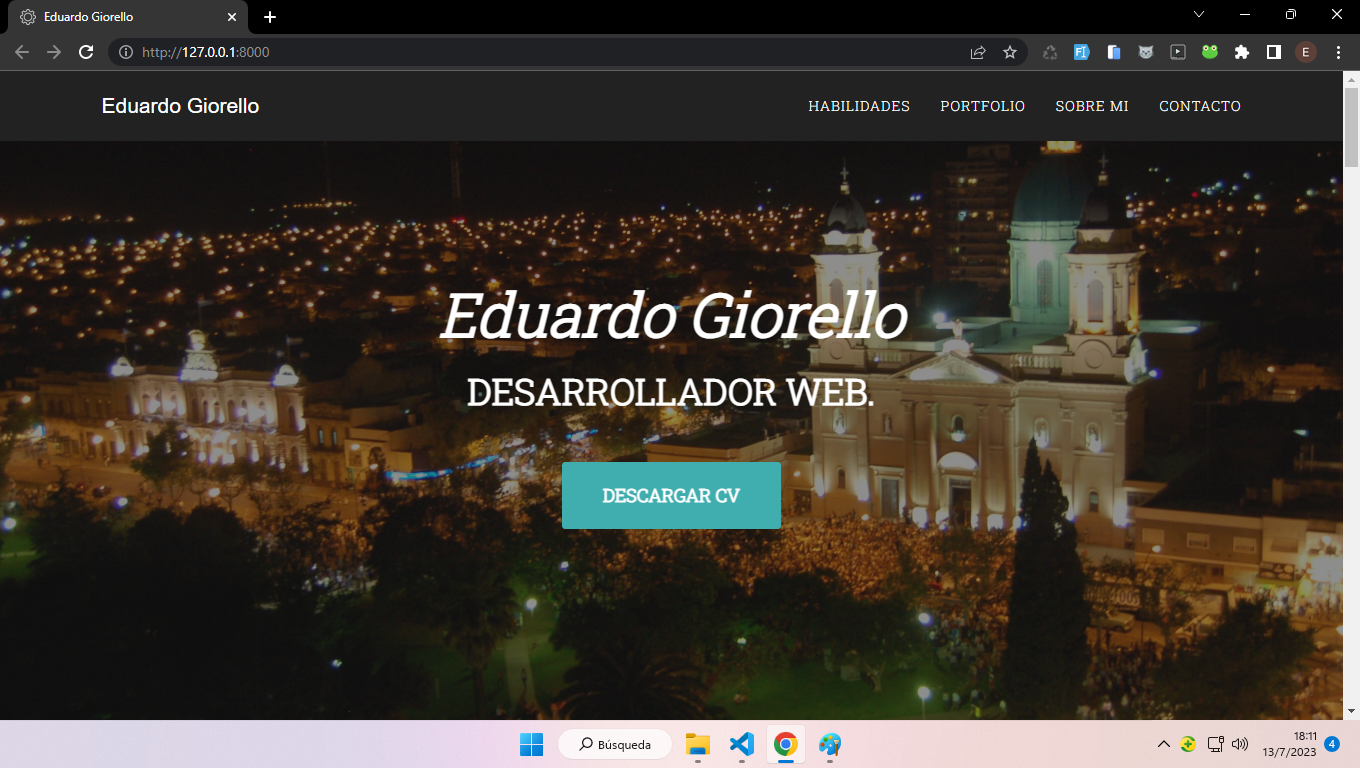 Eduardo Giorello
http://127.0.0.1:8000
E
Eduardo Giorello
HABILIDADES PORTFOLIO SOBRE MI CONTACTO
Eduardo Giorello
DESARROLLADOR WEB.
DESCARGAR CV
Búsqueda
18:11
13/7/2023
4